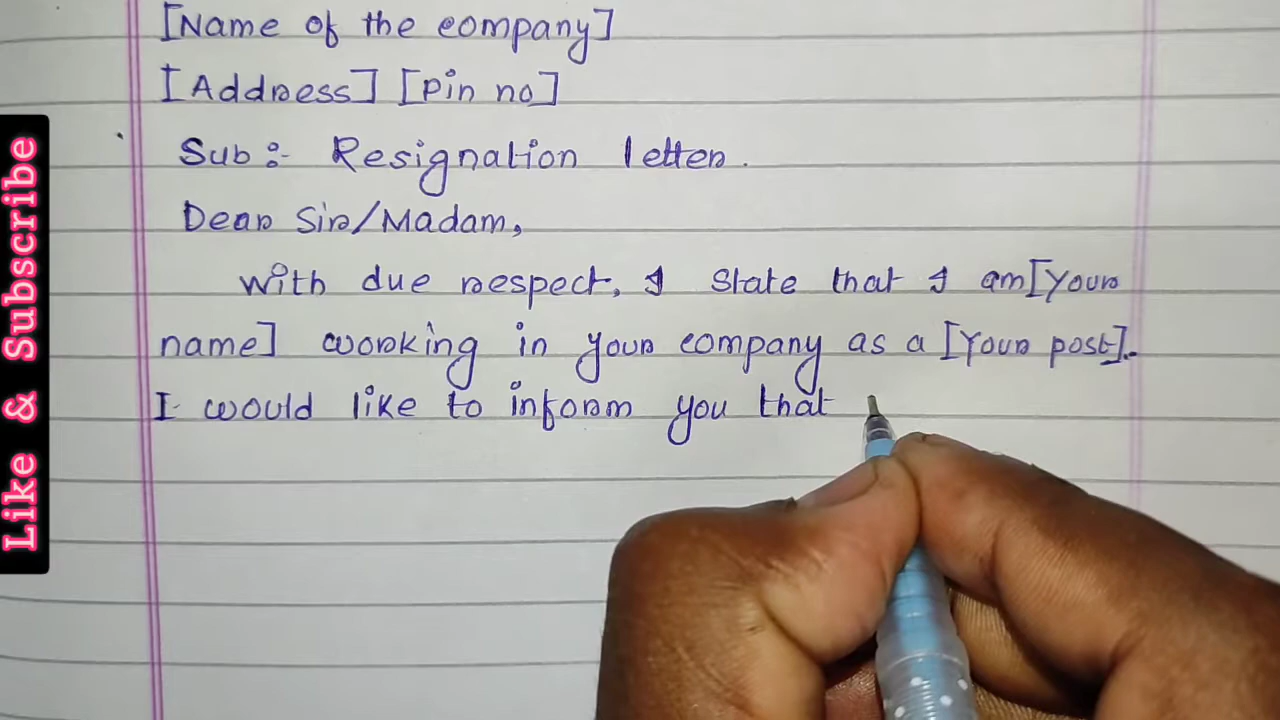 [Name of the company]
[Address] [Pin no]
Sub:- Resignation letter.
Dear Sir/Madam,
With due respect, I state that I am [Your
name] working in your company as a [Your post].
I would like to inform you that
Like & Subscribe